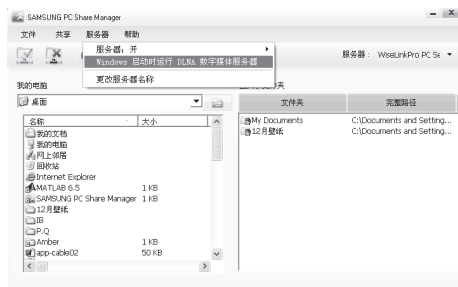 SAMSUNG PC Share Manager
文件 共享 服务器 帮助
服务器：开
Windows 启动时运行 DLNA 数字媒体服务器
更改服务器名称
服务器： WiseLinkPro PC Se
我的电脑
文件夹
桌面
文件夹 完整路径
名称 大小
我的文档
我的电脑
网上邻居
回收站
Internet Explorer
MATLAB 6.5 1 KB
SAMSUNG PC Share Manager 1 KB
12月壁纸
IB
P.Q
Amber 1 KB
app-cable02 50 KB
My Documents C:\Documents and Setting...
12月壁纸 C:\Documents and Setting...